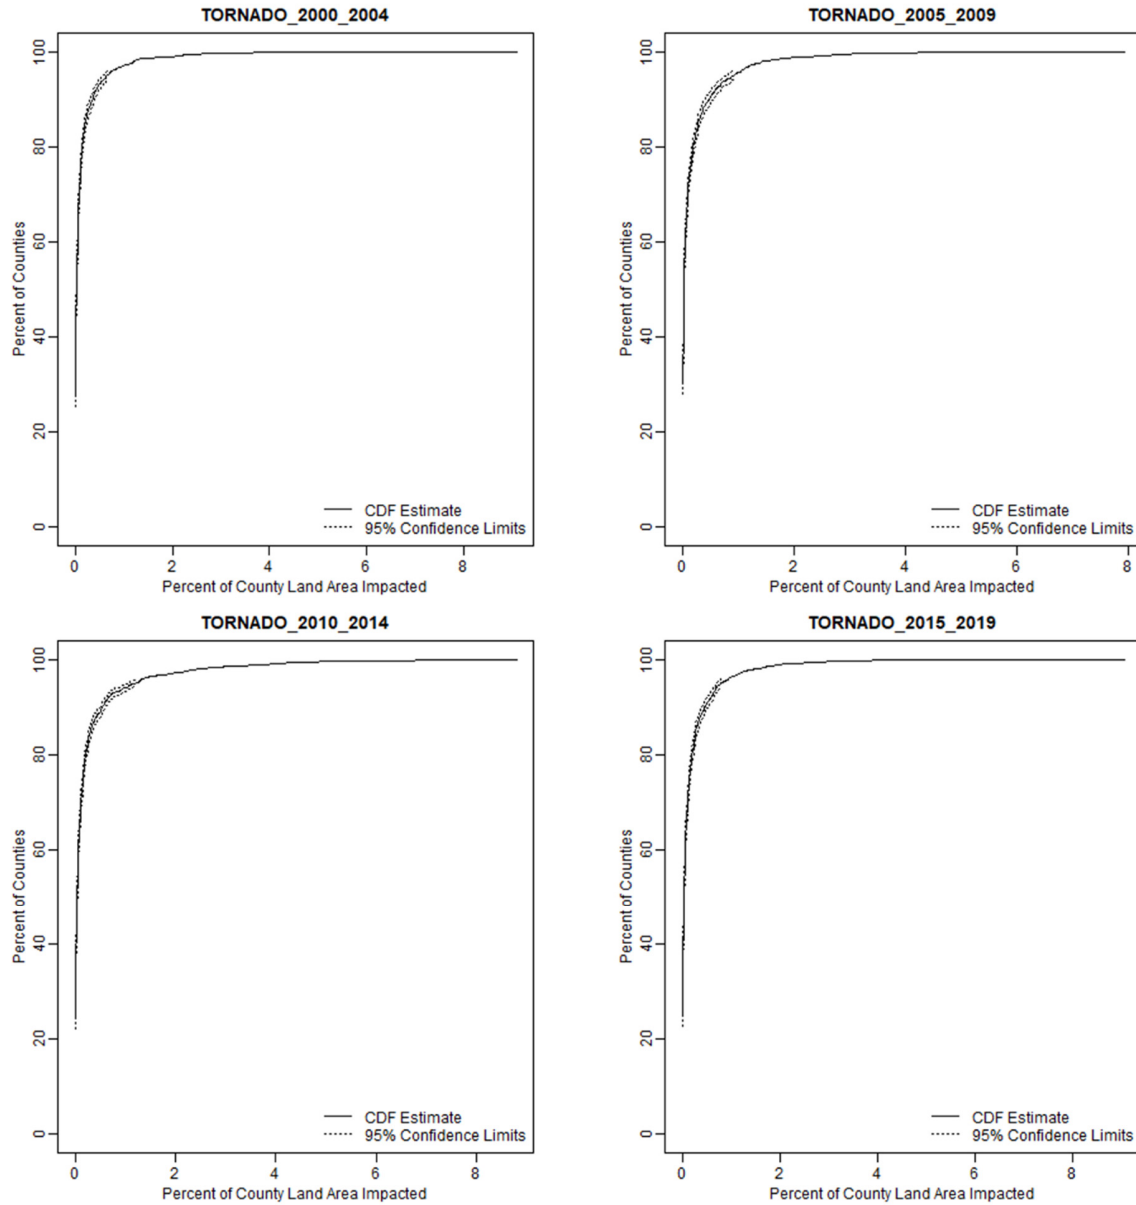 TORNADO_2000_2004
Percent of Counties
100
80
60
40
20
0
CDF Estimate
95% Confidence Limits
0 2 4 6 8
Percent of County Land Area Impacted
TORNADO_2005_2009
Percent of Counties
100
80
60
40
20
0
CDF Estimate
95% Confidence Limits
0 2 4 6 8
Percent of County Land Area Impacted
TORNADO_2010_2014
Percent of Counties
100
80
60
40
20
0
CDF Estimate
95% Confidence Limits
0 2 4 6 8
Percent of County Land Area Impacted
TORNADO_2015_2019
Percent of Counties
100
80
60
40
20
0
CDF Estimate
95% Confidence Limits
0 2 4 6 8
Percent of County Land Area Impacted